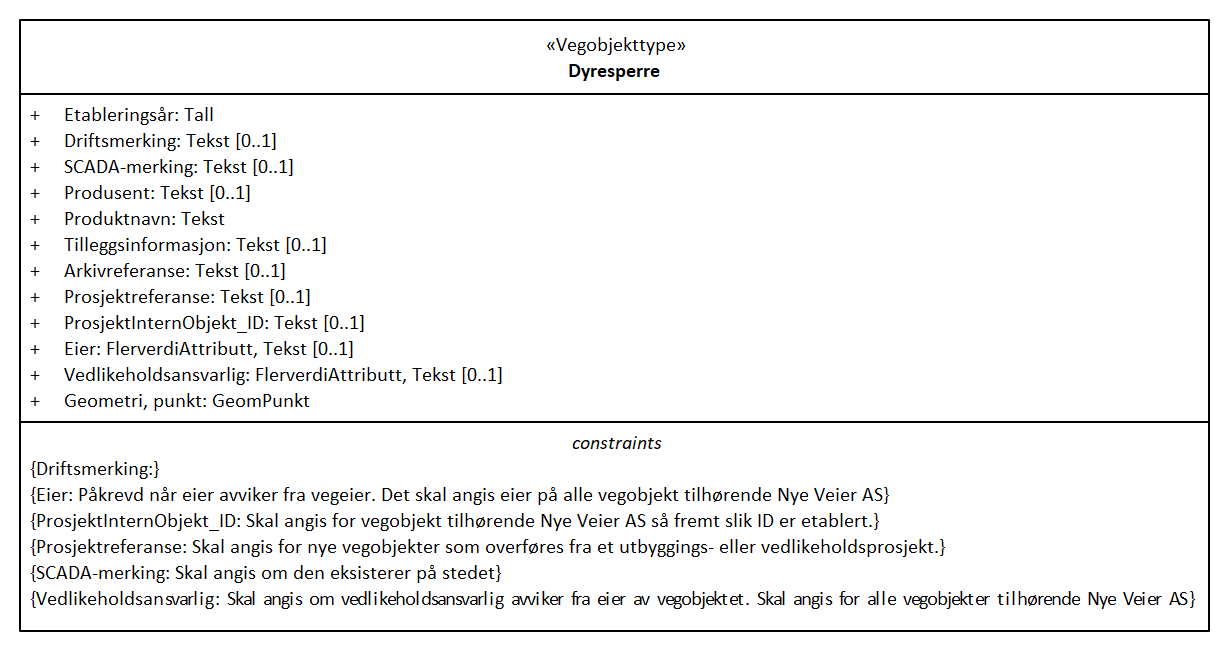 «Vegobjekttype»
Dyresperre
+ Etableringsår: Tall
+ Driftsmerking: Tekst [0..1]
+ SCADA-merking: Tekst [0..1]
+ Produsent: Tekst [0..1]
+ Produktnavn: Tekst
+ Tilleggsinformasjon: Tekst [0..1]
+ Arkivreferanse: Tekst [0..1]
+ Prosjektreferanse: Tekst [0..1]
+ ProsjektInternObjekt_ID: Tekst [0..1]
+ Eier: FlerverdiAttributt, Tekst [0..1]
+ Vedlikeholdsansvarlig: FlerverdiAttributt, Tekst [0..1]
+ Geometri, punkt: GeomPunkt
constraints
{Driftsmerking:}
{Eier: Påkrevd når eier avviker fra vegeier. Det skal angis eier på alle vegobjekt tilhørende Nye Veier AS}
{ProsjektInternObjekt_ID: Skal angis for vegobjekt tilhørende Nye Veier AS så fremt slik ID er etablert.}
{Prosjektreferanse: Skal angis for nye vegobjekter som overføres fra et utbyggings- eller vedlikeholdsprosjekt.}
{SCADA-merking: Skal angis om den eksisterer på stedet}
{Vedlikeholdsansvarlig: Skal angis om vedlikeholdsansvarlig avviker fra eier av vegobjektet. Skal angis for alle vegobjekter tilhørende Nye Veier AS}